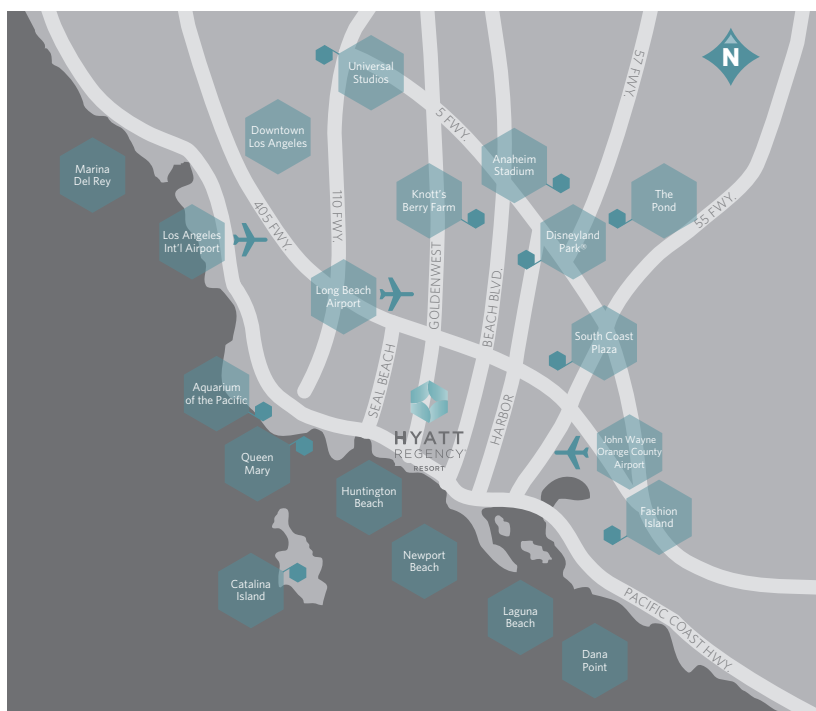 N
Universal
Studios
57 FWY.
5 FWY.
Downtown
Los Angeles
Anaheim
Stadium
Marina
Del Rey
Knott's
Berry Farm
The
Pond
405 FWY.
110 FWY.
55 FWY.
Los Angeles
Int'l Airport
Disneyland
Park®
Long Beach
Airport
GOLDENWEST
BEACH BLVD.
South Coast
Plaza
SEAL BEACH
Aquarium
of the Pacific
HARBOR
HYATT
REGENCY
RESORT
John Wayne
Orange County
Airport
Queen
Mary
Huntington
Beach
Fashion
Island
Newport
Beach
Catalina
Island
Laguna
Beach
PACIFIC COAST HWY.
Dana
Point